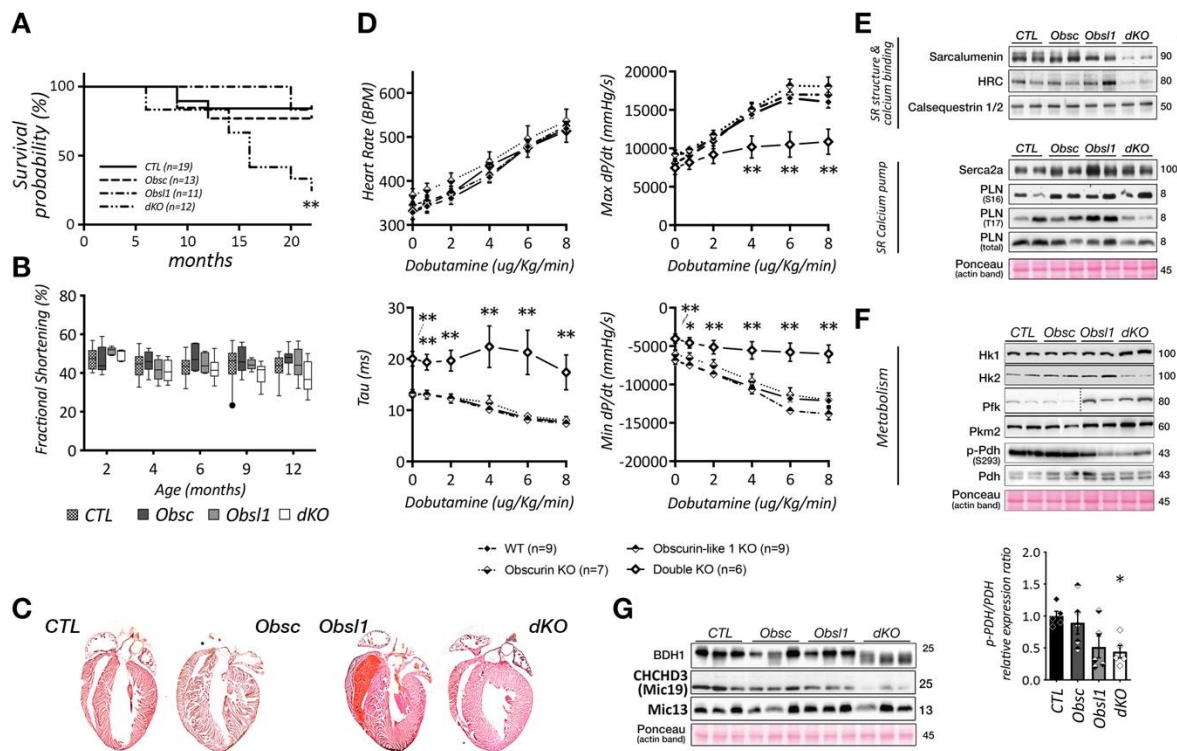 A
Survival
probability (%)
100
50
0
CTL (n=19)
Obsc (n=13)
Obsl1 (n=11)
dKO (n=12)
**
0 5 10 15 20
months
B
Fractional Shortening (%)
80
60
40
20
0
2 4 6 9 12
Age (months)
CTL Obsc Obsl1 dKO
C
CTL Obsc Obsl1 dKO
D
Heart Rate (BPM)
600
500
400
300
0 2 4 6 8
Dobutamine (ug/Kg/min)
Max dP/dt (mmHg/s)
20000
15000
10000
5000
0
** ** **
0 2 4 6 8
Dobutamine (ug/Kg/min)
Tau (ms)
30
20
10
0
**
** ** ** ** **
0 2 4 6 8
Dobutamine (ug/Kg/min)
Min dP/dt (mmHg/s)
0
-5000
-10000
-15000
-20000
**
* ** ** ** **
0 2 4 6 8
Dobutamine (ug/Kg/min)
WT (n=9)
Obscurin-like 1 KO (n=9)
Obscurin KO (n=7)
Double KO (n=6)
E
SR structure &
calcium binding
CTL Obsc Obsl1 dKO
Sarcalumenin 90
HRC 80
Calsequestrin 1/2 50
SR Calcium pump
CTL Obsc Obsl1 dKO
Serca2a 100
PLN
(S16) 8
PLN
(T17) 8
PLN
(total) 8
Ponceau
(actin band) 45
F
Metabolism
CTL Obsc Obsl1 dKO
Hk1 100
Hk2 100
Pfk 80
Pkm2 60
p-Pdh
(S293) 43
Pdh 43
Ponceau
(actin band) 45
p-PDH/PDH
relative expression ratio
2.0
1.5
1.0
0.5
0.0
*
CTL
Obsc
Obsl1
dKO
G
CTL Obsc Obsl1 dKO
BDH1 25
CHCHD3
(Mic19) 25
Mic13 13
Ponceau
(actin band) 45